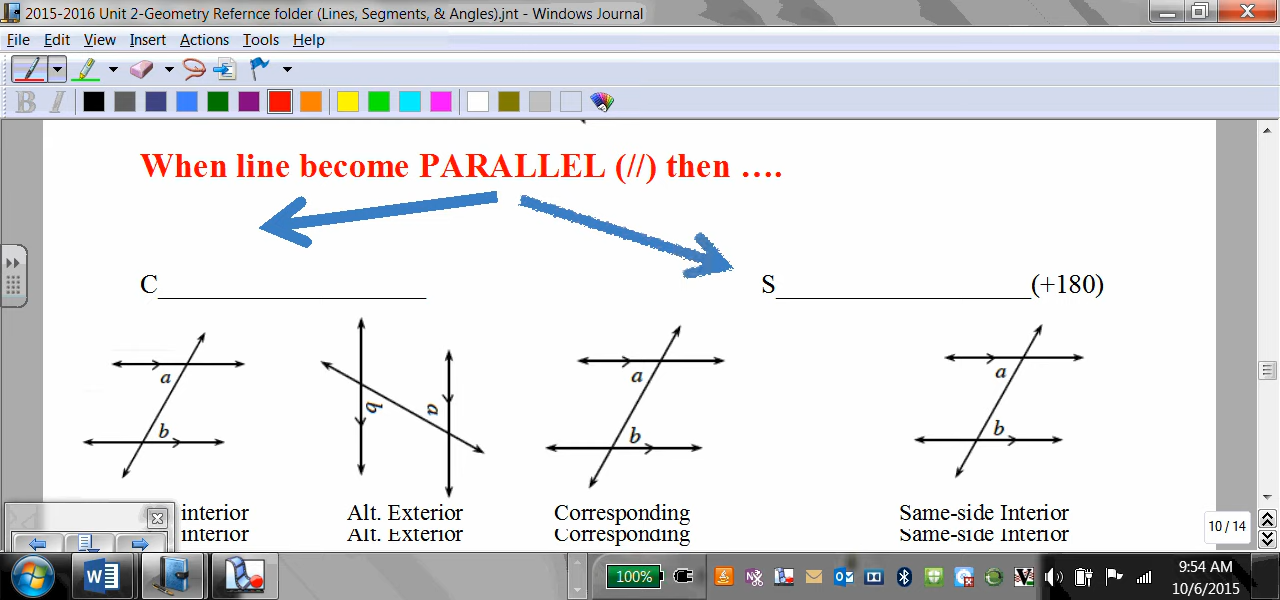 2015-2016 Unit 2-Geometry Refernce folder (Lines, Segments, & Angles).jnt - Windows Journal
File Edit View Insert Actions Tools Help
B I
When line become PARALLEL (//) then ….
C____________________ S___________________(+180)
a b a a
b b b b
interior Alt. Exterior Corresponding Same-side Interior
interior Alt. Exterior Corresponding Same-side Interior
10 / 14
100%
9:54 AM
10/6/2015